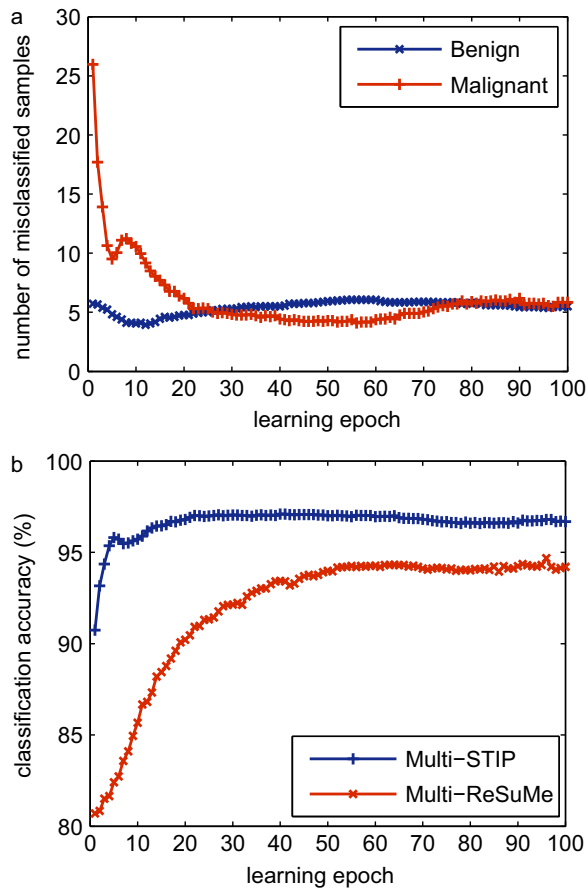 a
30
25
20
15
10
5
0
number of misclassified samples
Benign
Malignant
0 10 20 30 40 50 60 70 80 90 100
learning epoch
b
100
95
90
85
80
classification accuracy (%)
Multi−STIP
Multi−ReSuMe
0 10 20 30 40 50 60 70 80 90 100
learning epoch